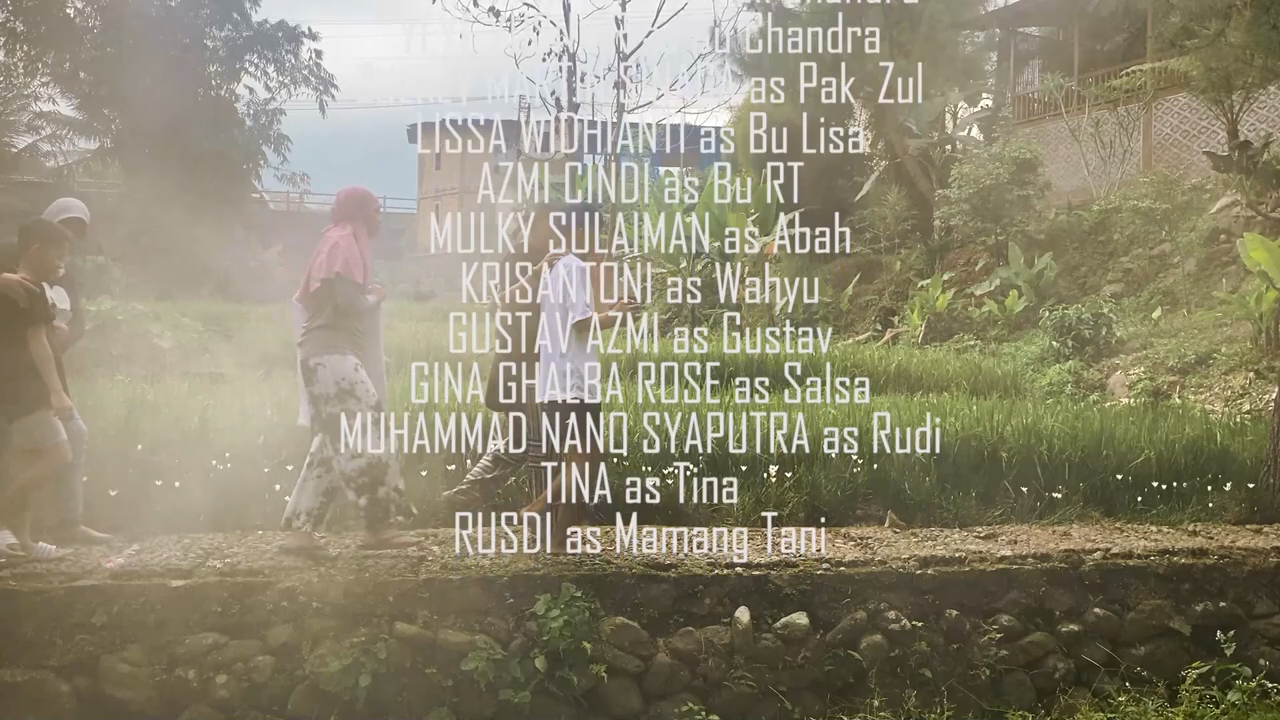 Chandra
as Pak Zul
LISSA WIDHIANTI as Bu Lisa
AZMI CINDI as Bu RT
MULKY SULAIMAN as Abah
KRISANTONI as Wahyu
GUSTAV AZMI as Gustav
GINA GHALBA ROSE as Salsa
MUHAMMAD NANQ SYAPUTRA as Rudi
TINA as Tina
RUSDI as Mamang Tani